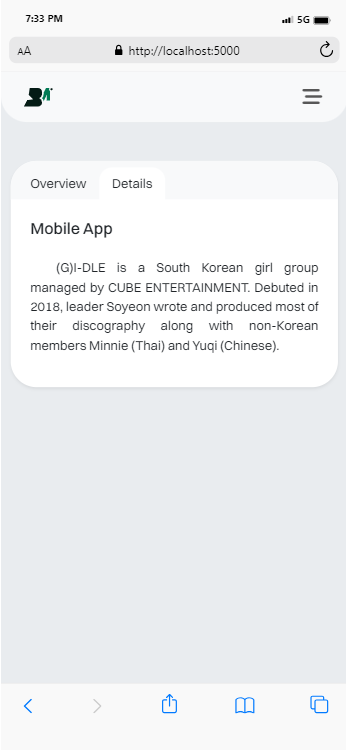 7:33 PM
5G
AA
http://localhost:5000
Overview
Details
Mobile App
(G)I-DLE is a South Korean girl group
managed by CUBE ENTERTAINMENT. Debuted in
2018, leader Soyeon wrote and produced most of
their discography along with non-Korean
members Minnie (Thai) and Yuqi (Chinese).